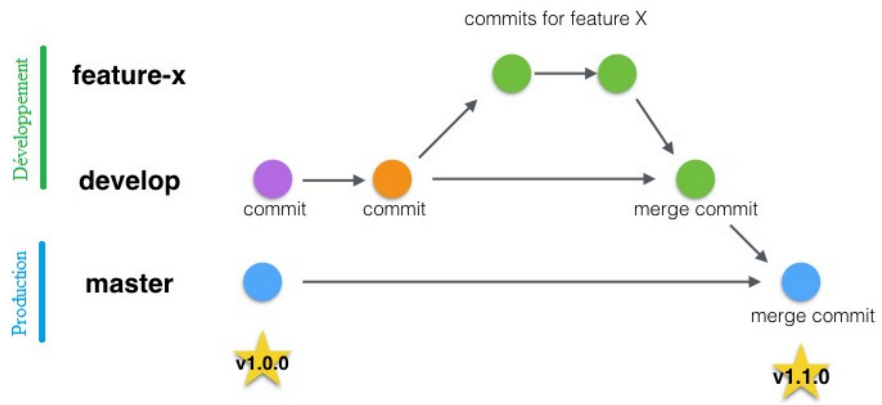 commits for feature X
Développement
feature-x
develop
commit
commit
merge commit
Production
master
merge commit
v1.0.0
v1.1.0